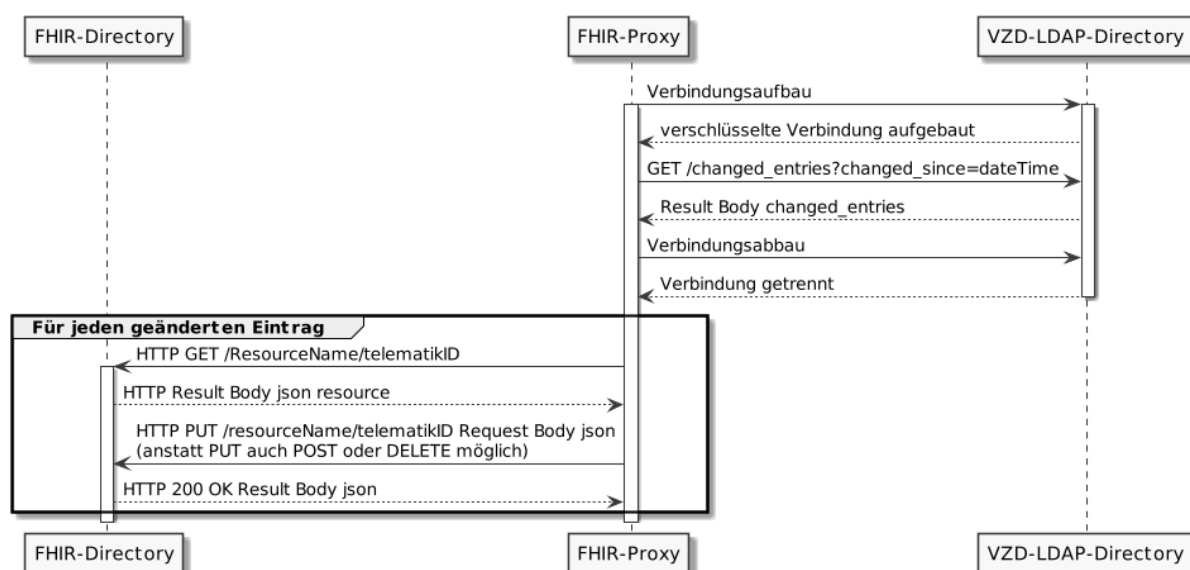 FHIR-Directory
FHIR-Proxy
VZD-LDAP-Directory
Verbindungsaufbau
verschlüsselte Verbindung aufgebaut
GET /changed_entries?changed_since=dateTime
Result Body changed_entries
Verbindungsabbau
Verbindung getrennt
Für jeden geänderten Eintrag
HTTP GET /ResourceName/telematikID
HTTP Result Body json resource
HTTP PUT /resourceName/telematikID Request Body json
(anstatt PUT auch POST oder DELETE möglich)
HTTP 200 OK Result Body json
FHIR-Directory
FHIR-Proxy
VZD-LDAP-Directory